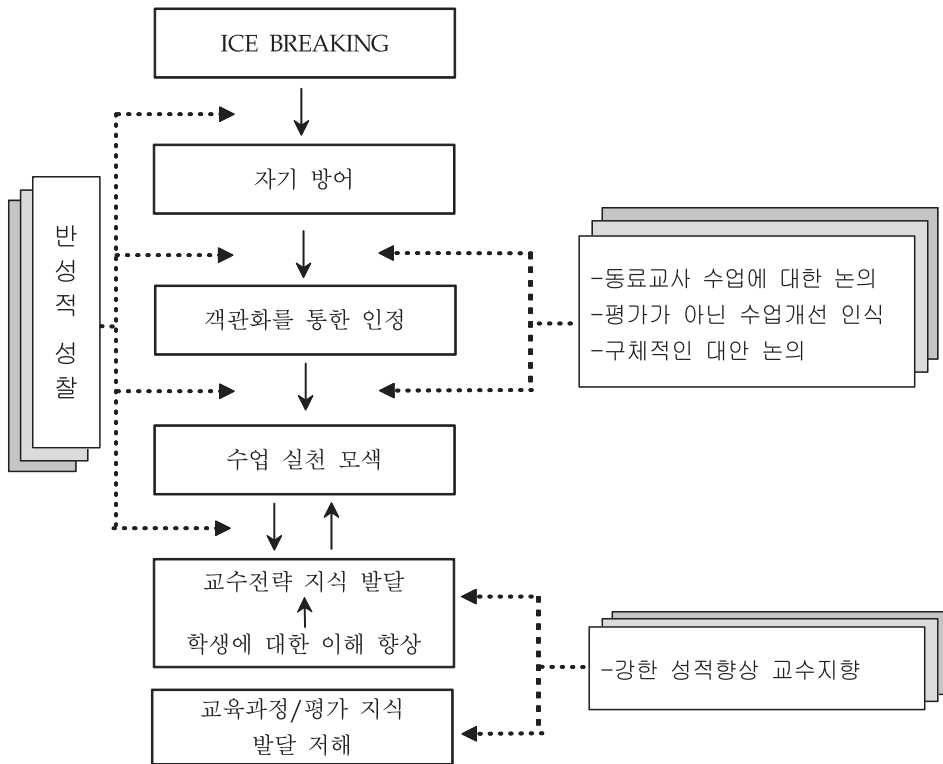 ICE BREAKING
자기 방어
반성적 성찰
객관화를 통한 인정
-동료교사 수업에 대한 논의
-평가가 아닌 수업개선 인식
-구체적인 대안 논의
수업 실천 모색
교수전략 지식 발달
학생에 대한 이해 향상
-강한 성적향상 교수지향
교육과정/평가 지식
발달 저해